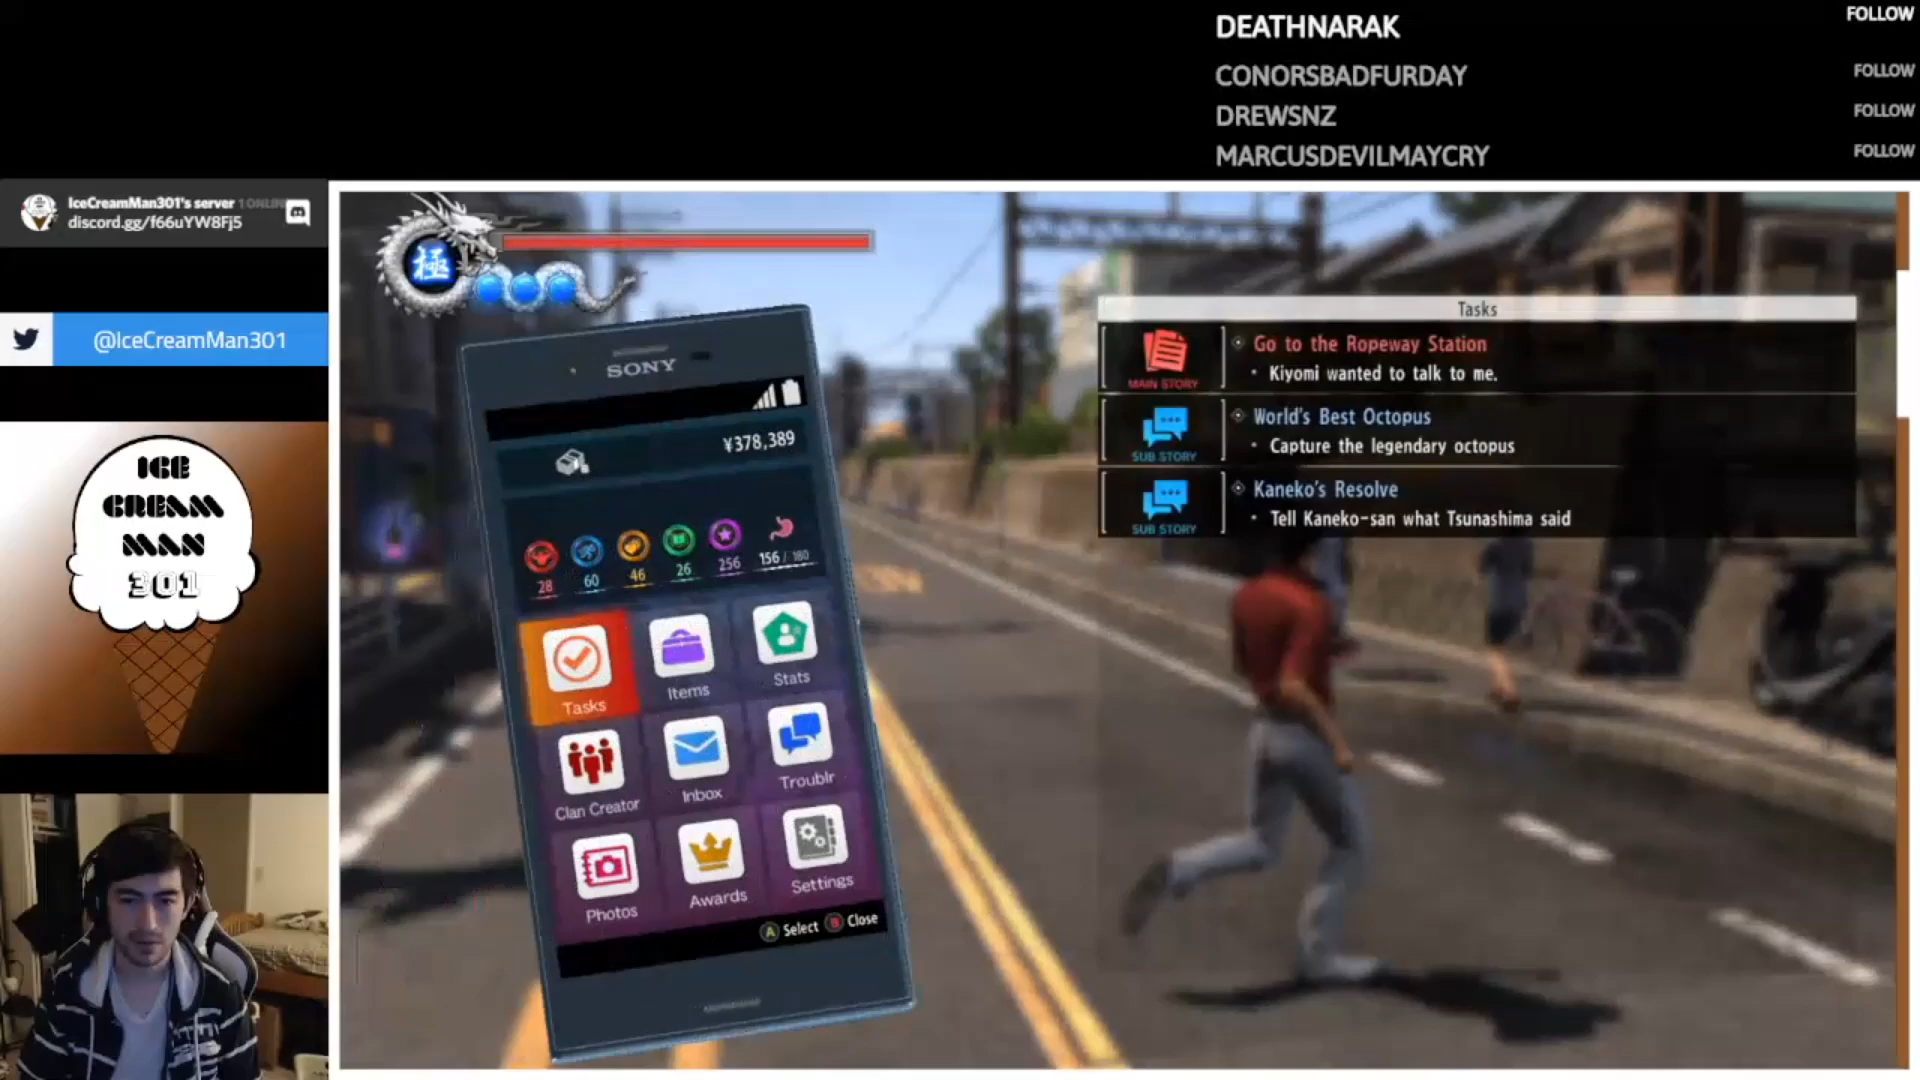 DEATHNARAK FOLLOW
CONORSBADFURDAY FOLLOW
DREWSNZ FOLLOW
MARCUSDEVILMAYCRY FOLLOW
IceCreamMan301's server 1 ONLINE
discord.gg/f66uYW8Fj5
@IceCreamMan301
ICE
CREAM
MAN
301
極
SONY
¥378,389
28 60 46 26 256 156 / 180
Tasks Items Stats
Clan Creator Inbox Troublr
Photos Awards Settings
A Select B Close
Tasks
MAIN STORY
Go to the Ropeway Station
Kiyomi wanted to talk to me.
SUB STORY
World's Best Octopus
Capture the legendary octopus
SUB STORY
Kaneko's Resolve
Tell Kaneko-san what Tsunashima said